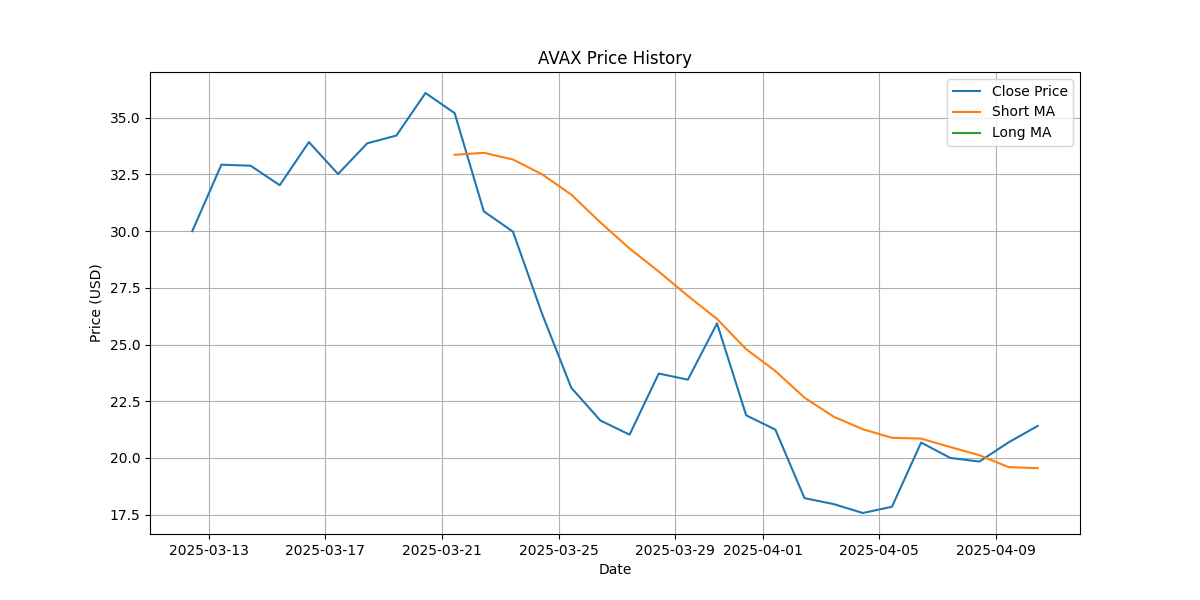 AVAX Price History
Close Price
Short MA
Long MA
Price (USD)
35.0
32.5
30.0
27.5
25.0
22.5
20.0
17.5
2025-03-13
2025-03-17
2025-03-21
2025-03-25
2025-03-29
2025-04-01
2025-04-05
2025-04-09
Date